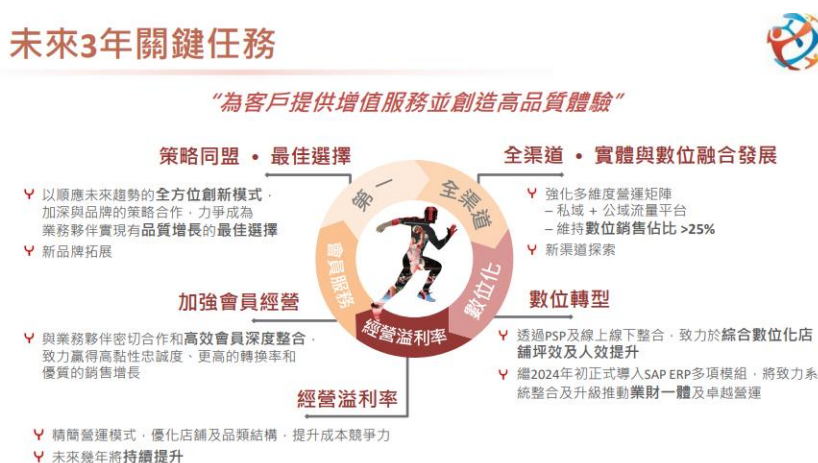 未來3年關鍵任務
“為客戶提供增值服務並創造高品質體驗”
策略同盟 • 最佳選擇
以順應未來趨勢的全方位創新模式，
加深與品牌的策略合作，力爭成為
業務夥伴實現有品質增長的最佳選擇
新品牌拓展
全渠道 • 實體與數位融合發展
強化多維度營運矩陣
– 私域 + 公域流量平台
– 維持數位銷售佔比 >25%
新渠道探索
第一
全渠道
會員服務
數位化
經營溢利率
加強會員經營
與業務夥伴密切合作和高效會員深度整合，
致力贏得高黏性忠誠度、更高的轉換率和
優質的銷售增長
數位轉型
透過PSP及線上線下整合，致力於綜合數位化店
鋪坪效及人效提升
繼2024年初正式導入SAP ERP多項模組，將致力系
統整合及升級推動業財一體及卓越營運
經營溢利率
精簡營運模式，優化店鋪及品類結構，提升成本競爭力
未來幾年將持續提升